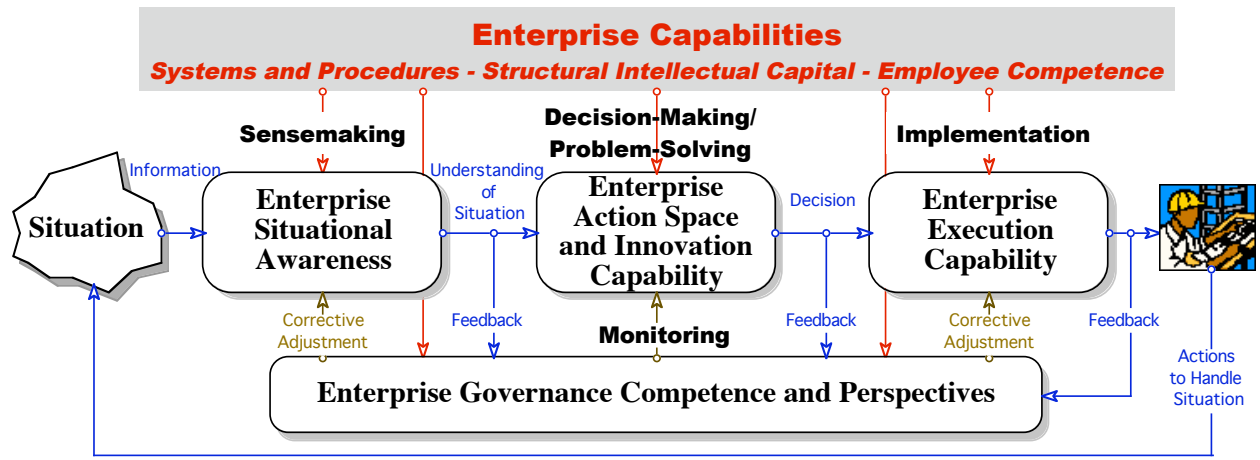 Enterprise Capabilities
Systems and Procedures - Structural Intellectual Capital - Employee Competence
Sensemaking
Decision-Making/
Problem-Solving
Implementation
Situation
Information
Enterprise
Situational
Awareness
Understanding
of
Situation
Enterprise
Action Space
and Innovation
Capability
Decision
Enterprise
Execution
Capability
Corrective
Adjustment
Feedback
Monitoring
Feedback
Corrective
Adjustment
Feedback
Actions
to Handle
Situation
Enterprise Governance Competence and Perspectives